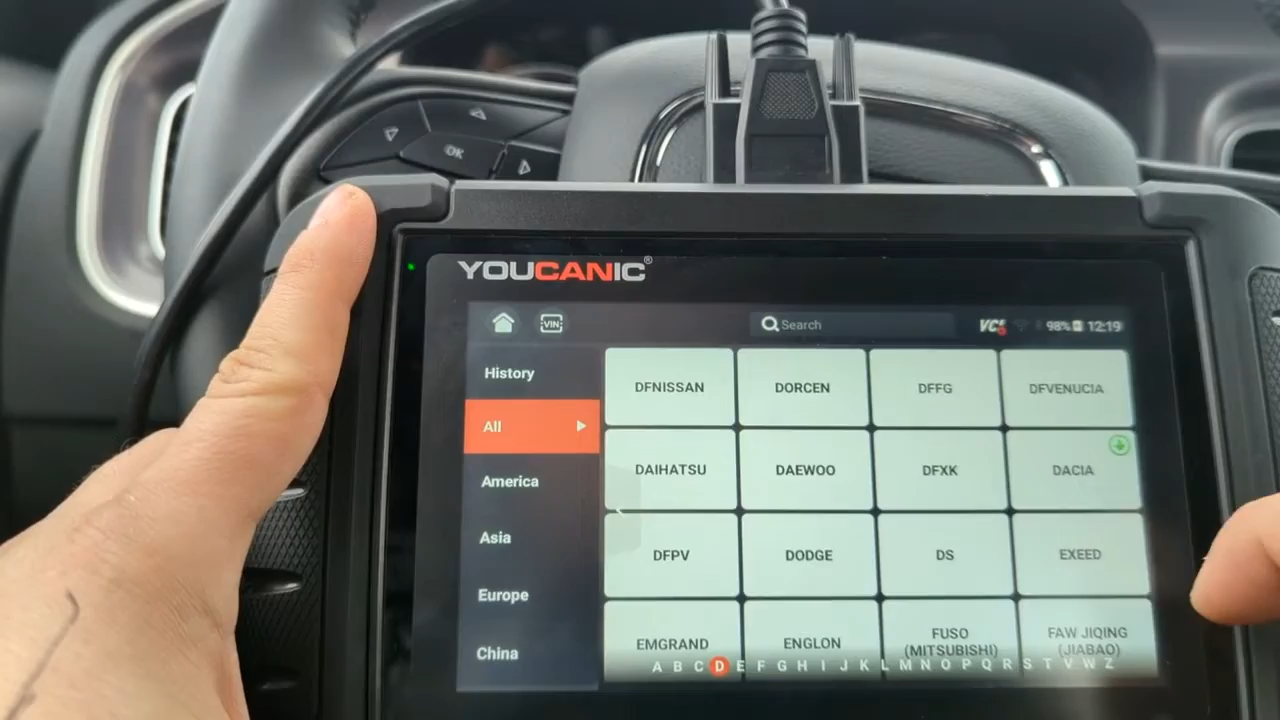 OK
YOUCANIC®
VIN
Search
VCI
98%
12:19
History
All
America
Asia
Europe
China
DFNISSAN
DORCEN
DFFG
DFVENUCIA
DAIHATSU
DAEWOO
DFXK
DACIA
DFPV
DODGE
DS
EXEED
EMGRAND
ENGLON
FUSO
(MITSUBISHI)
FAW JIQING
(JIABAO)
A B C D E F G H I J K L M N O P Q R S T V W Z